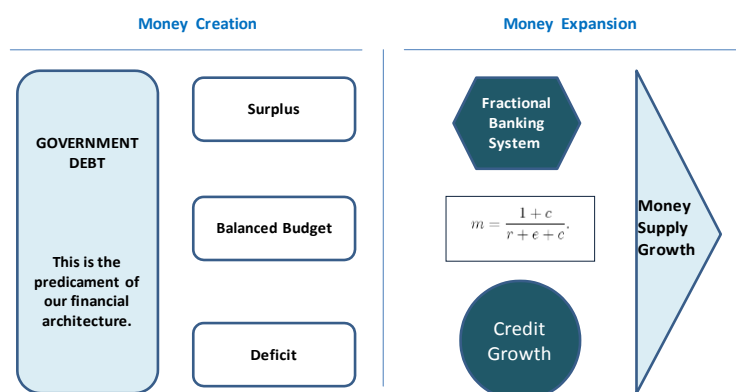 Money Creation
Money Expansion
GOVERNMENT
DEBT
This is the
predicament of
our financial
architecture.
Surplus
Balanced Budget
Deficit
Fractional
Banking
System
m = \frac{1+c}{r+e+c}.
Credit
Growth
Money
Supply
Growth